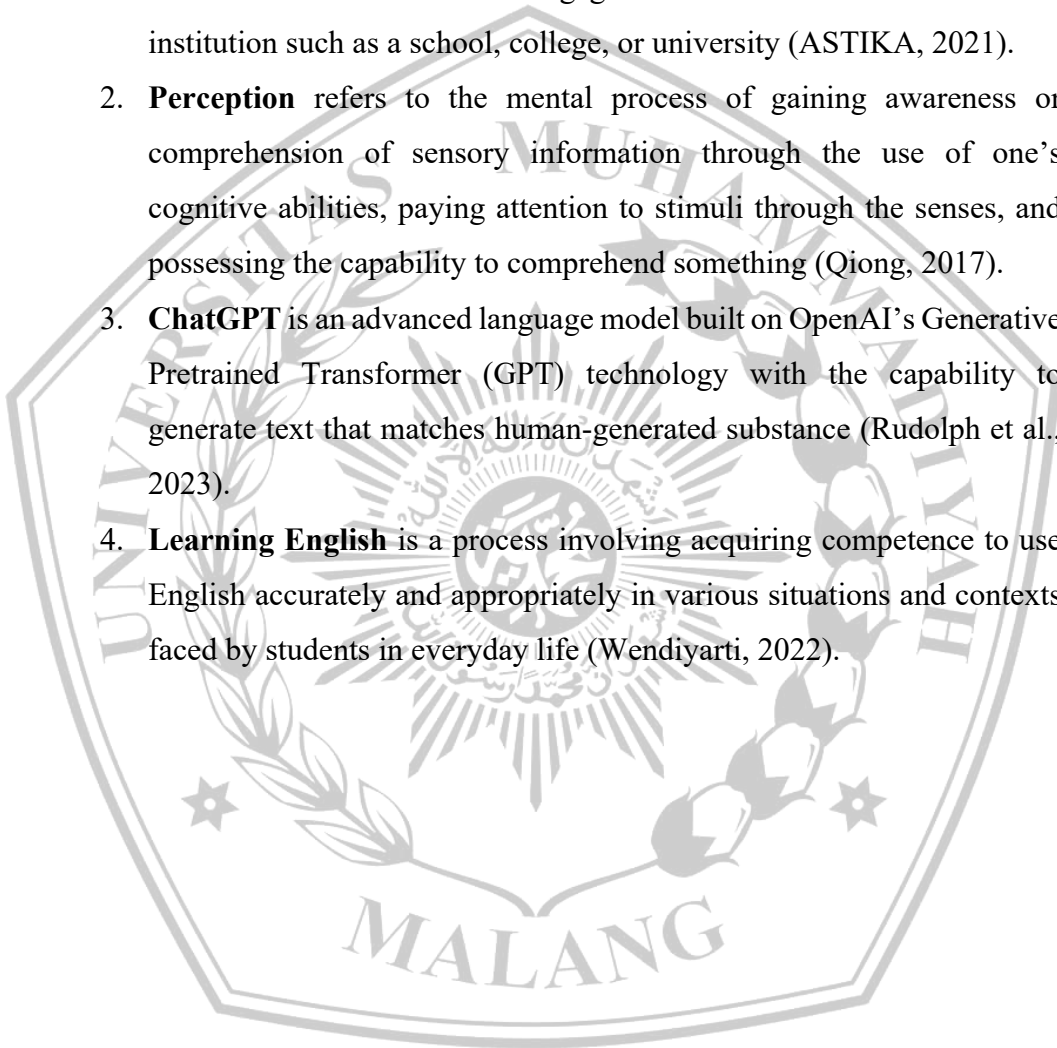 institution such as a school, college, or university (ASTIKA, 2021).
2. Perception refers to the mental process of gaining awareness or
comprehension of sensory information through the use of one’s
cognitive abilities, paying attention to stimuli through the senses, and
possessing the capability to comprehend something (Qiong, 2017).
3. ChatGPT is an advanced language model built on OpenAI’s Generative
Pretrained Transformer (GPT) technology with the capability to
generate text that matches human-generated substance (Rudolph et al.,
2023).
4. Learning English is a process involving acquiring competence to use
English accurately and appropriately in various situations and contexts
faced by students in everyday life (Wendiyarti, 2022).
UNIVERSITAS MUHAMMADIYAH
MALANG